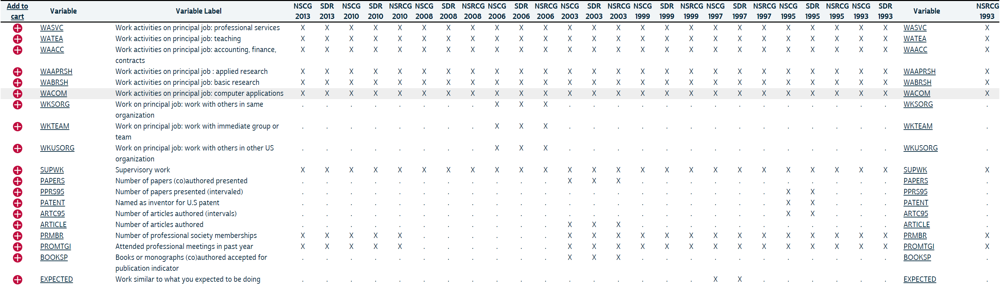 Add to NSCG SDR NSCG SDR NSRCG NSCG SDR NSRCG NSCG SDR NSRCG NSCG SDR NSRCG NSCG SDR NSRCG NSCG SDR NSRCG NSCG SDR NSRCG NSCG SDR NSRCG
cart Variable Variable Label 2013 2013 2010 2010 2010 2008 2008 2008 2006 2006 2006 2003 2003 2003 1999 1999 1999 1997 1997 1997 1995 1995 1995 1993 1993 Variable 1993
WASVC Work activities on principal job: professional services X X X X X X X X X X X X X X X X X X X X X X X X X WASVC X
WATEA Work activities on principal job: teaching X X X X X X X X X X X X X X X X X X X X X X X X X WATEA X
WAACC Work activities on principal job: accounting, finance, X X X X X X X X X X X X X X X X X X X X X X X X X WAACC X
contracts
WAAPRSH Work activities on principal job : applied research X X X X X X X X X X X X X X X X X X X X X X X X X WAAPRSH X
WABRSH Work activities on principal job: basic research X X X X X X X X X X X X X X X X X X X X X X X X X WABRSH X
WACOM Work activities on principal job: computer applications X X X X X X X X X X X X X X X X X X X X X X X X X WACOM X
WKSORG Work on principal job: work with others in same . . . . . . . . X X X . . . . . . . . . . . . . . WKSORG .
organization
WKTEAM Work on principal job: work with immediate group or . . . . . . . . X X X . . . . . . . . . . . . . . WKTEAM .
team
WKUSORG Work on principal job: work with others in other US . . . . . . . . X X X . . . . . . . . . . . . . . WKUSORG .
organization
SUPWK Supervisory work X X X X X X X X X X X X X X X X X X X X X X X X X SUPWK X
PAPERS Number of papers (co)authored presented . . . . . . . . . . . X X X . . . . . . . . . . . PAPERS .
PPRS95 Number of papers presented (intervaled) . . . . . . . . . . . . . . . . . . . . X X . . . PPRS95 .
PATENT Named as inventor for U.S patent . . . . . . . . . . . . . . . . . . . . X X . . . PATENT .
ARTC95 Number of articles authored (intervals) . . . . . . . . . . . . . . . . . . . . X X . . . ARTC95 .
ARTICLE Number of articles authored . . . . . . . . . . . X X X . . . . . . . . . . . ARTICLE .
PRMBR Number of professional society memberships X X X X X . . . . . . X X X X X X X X X X X X X X PRMBR X
PROMTGI Attended professional meetings in past year X X X X X . . . . . . X X X X X X X X X X X X X X PROMTGI X
BOOKSP Books or monographs (co)authored accepted for . . . . . . . . . . . X X X . . . . . . . . . . . BOOKSP .
publication indicator
EXPECTED Work similar to what you expected to be doing . . . . . . . . . . . . . . . . . X X . . . . . . EXPECTED .